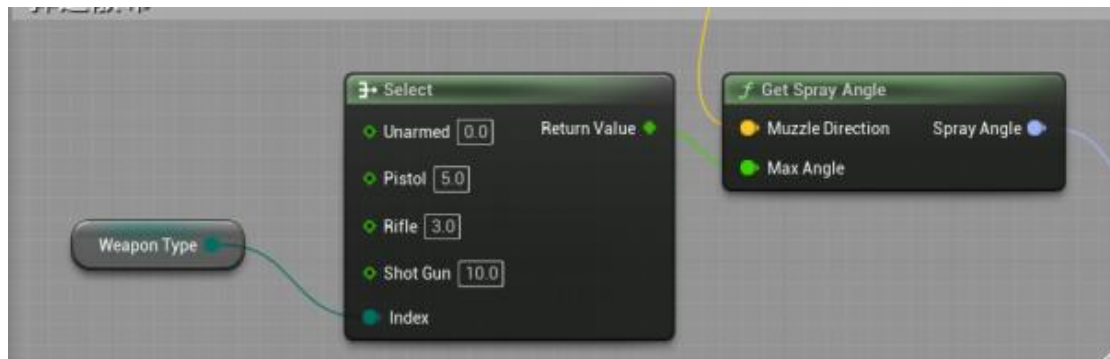 Select
Unarmed 0.0
Return Value
Pistol 5.0
Rifle 3.0
Shot Gun 10.0
Index
Weapon Type
Get Spray Angle
Muzzle Direction
Spray Angle
Max Angle